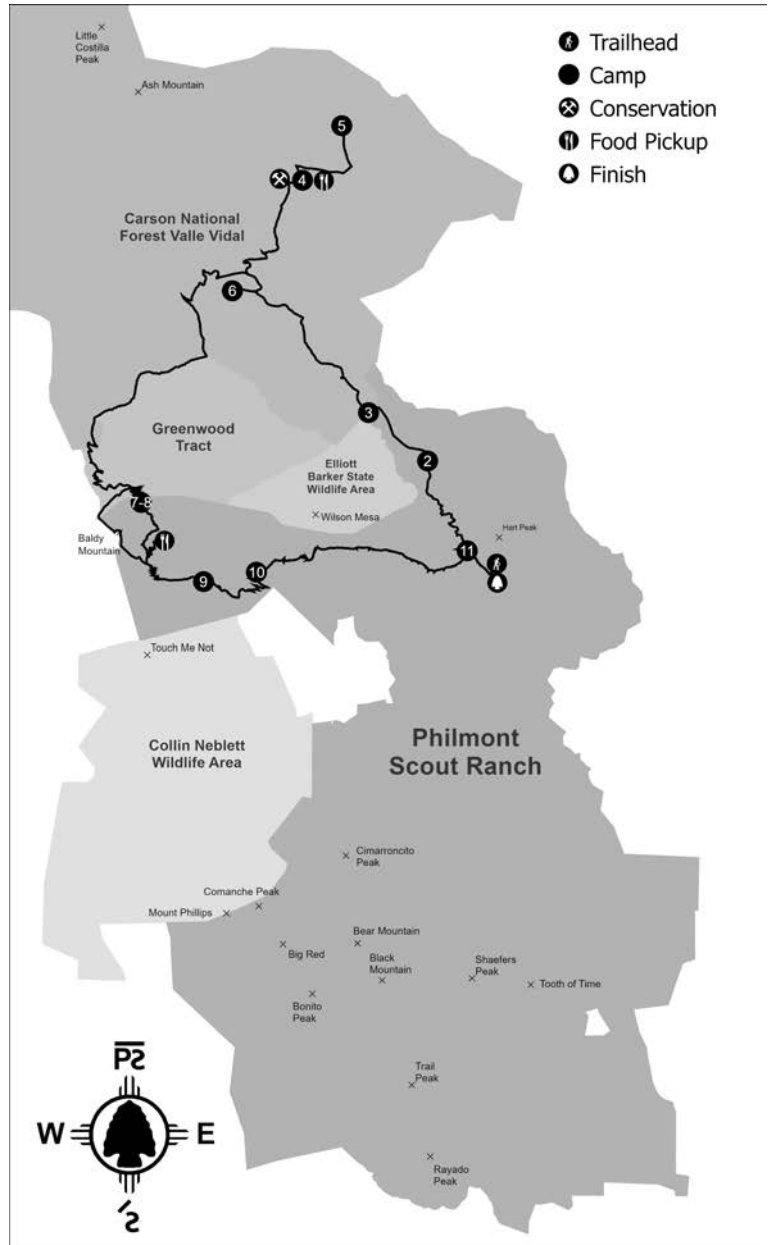 Little
Costilla
Peak
Ash Mountain
Trailhead
Camp
Conservation
Food Pickup
Finish
5
4
Carson National
Forest Valle Vidal
6
3
Greenwood
Tract
2
Elliott
Barker State
Wildlife Area
7-8
Wilson Mesa
Hart Peak
Baldy
Mountain
11
10
9
Touch Me Not
Collin Neblett
Wildlife Area
Philmont
Scout Ranch
Cimarroncito
Peak
Comanche Peak
Mount Phillips
Bear Mountain
Big Red
Black
Mountain
Shaefers
Peak
Tooth of Time
Bonito
Peak
Trail
Peak
Rayado
Peak
W
E